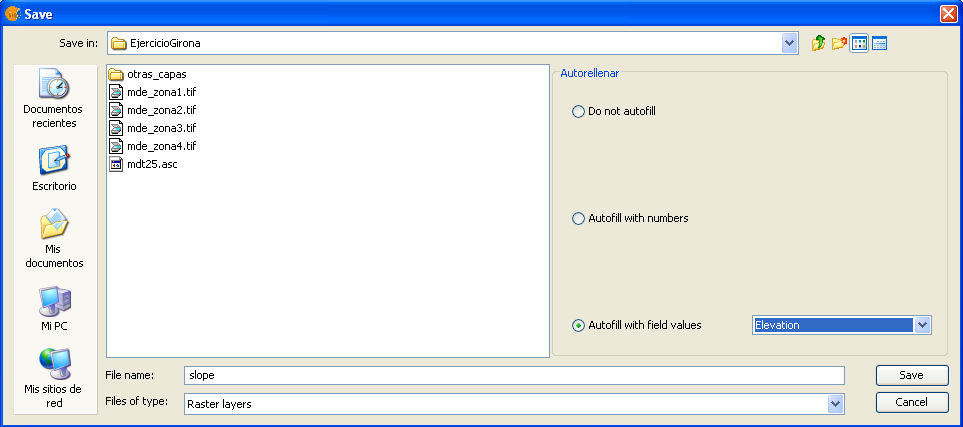 Save
Save in:
EjercicioGirona
Documentos
recientes
Escritorio
Mis
documentos
Mi PC
Mis sitios de
red
otras_capas
mde_zona1.tif
mde_zona2.tif
mde_zona3.tif
mde_zona4.tif
mdt25.asc
Autorellenar
Do not autofill
Autofill with numbers
Autofill with field values
Elevation
File name:
slope
Save
Files of type:
Raster layers
Cancel